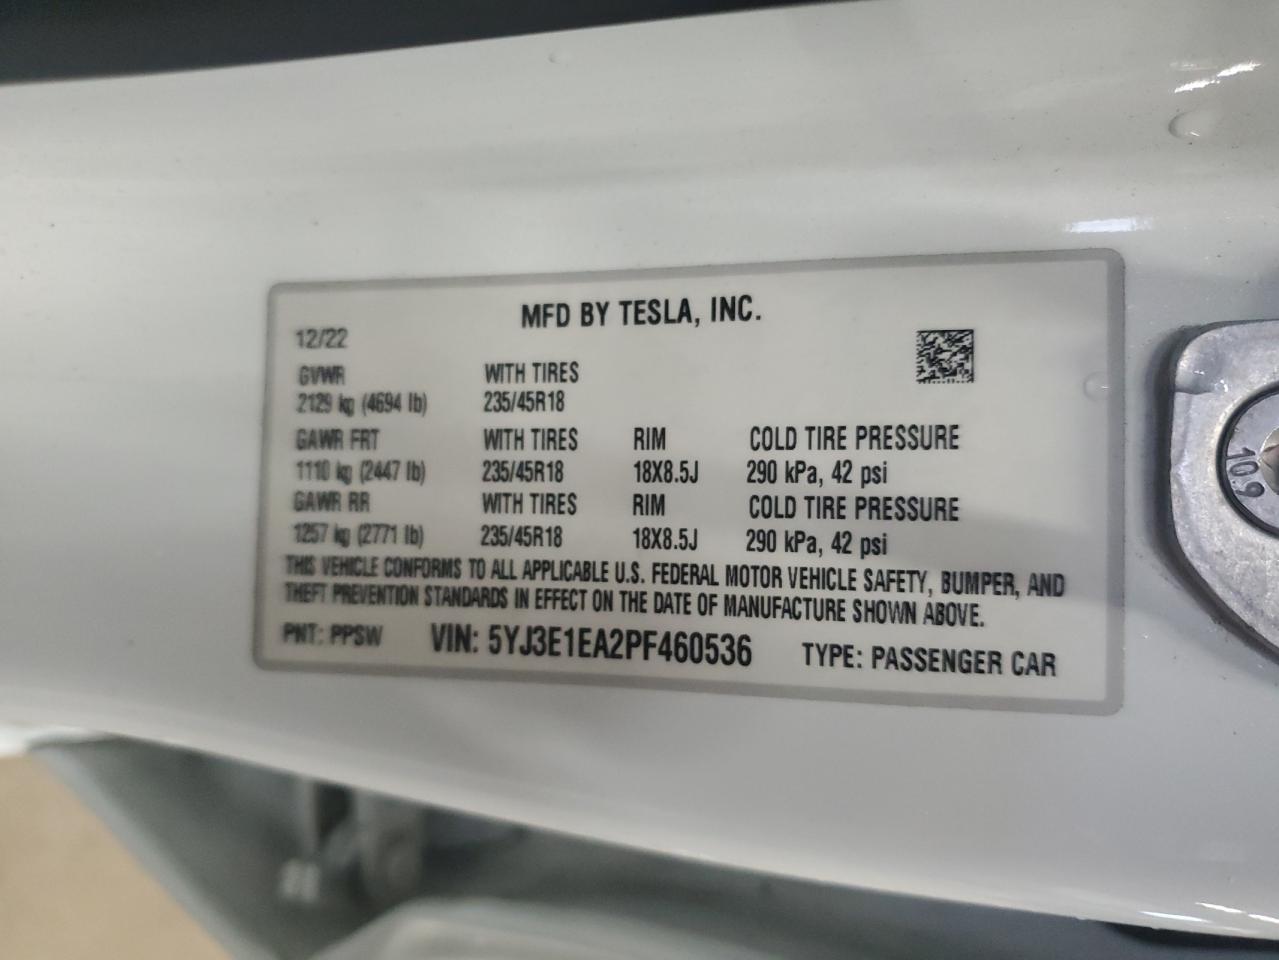 MFD BY TESLA, INC.
12/22
GVWR WITH TIRES
2129 kg (4694 lb) 235/45R18
GAWR FRT WITH TIRES RIM COLD TIRE PRESSURE
1110 kg (2447 lb) 235/45R18 18X8.5J 290 kPa, 42 psi
GAWR RR WITH TIRES RIM COLD TIRE PRESSURE
1257 kg (2771 lb) 235/45R18 18X8.5J 290 kPa, 42 psi
THIS VEHICLE CONFORMS TO ALL APPLICABLE U.S. FEDERAL MOTOR VEHICLE SAFETY, BUMPER, AND
THEFT PREVENTION STANDARDS IN EFFECT ON THE DATE OF MANUFACTURE SHOWN ABOVE.
PNT: PPSW VIN: 5YJ3E1EA2PF460536 TYPE: PASSENGER CAR
10.9